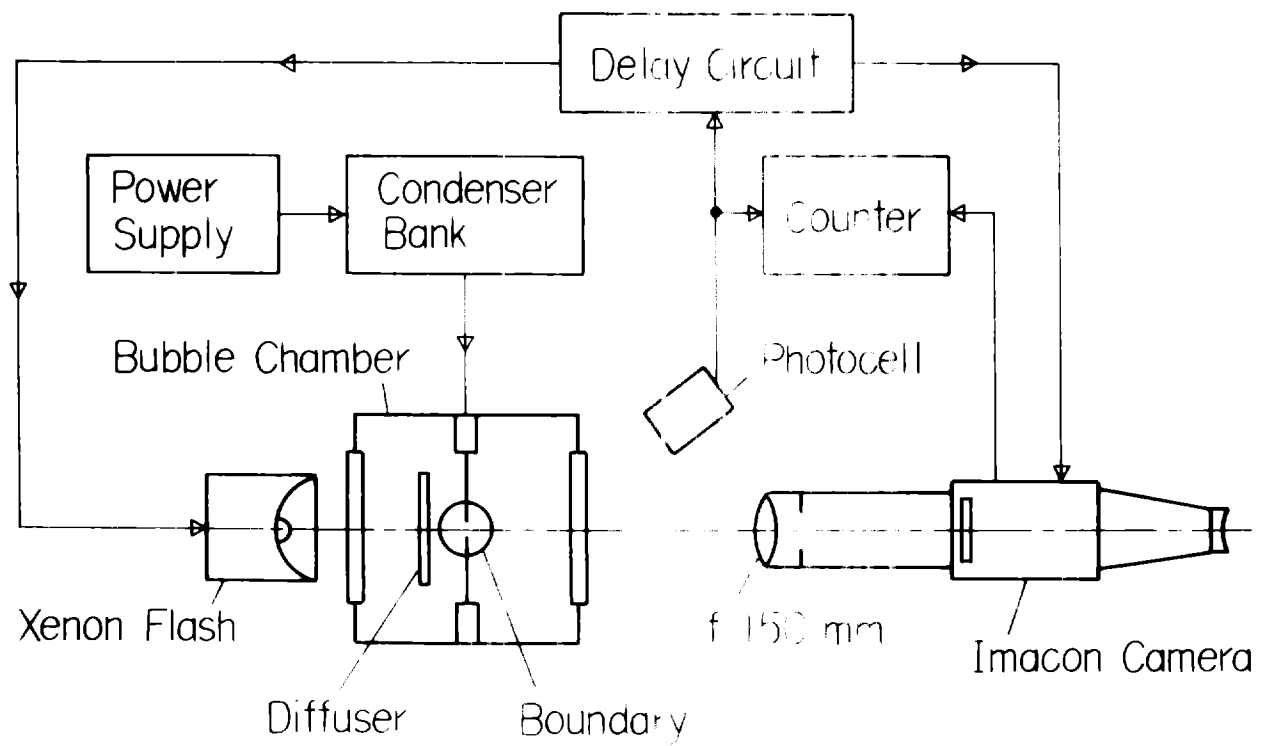 Delay Circuit
Power
Supply
Condenser
Bank
Counter
Bubble Chamber
Photocell
Xenon Flash
f 150 mm
Imacon Camera
Diffuser
Boundary